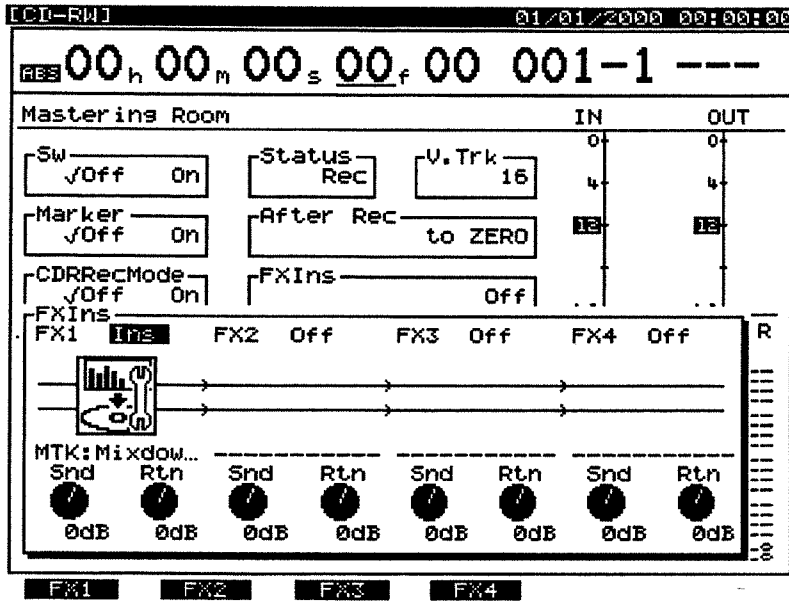 [CD-RW] 01/01/2000 00:00:00
ABS 00h 00m 00s 00f 00 001-1 ---
Mastering Room IN OUT
Sw Status V.Trk
√Off On Rec 16
Marker After Rec
√Off On to ZERO
CDRRecMode FXIns
√Off On Off
0 0
4 4
12 12
FXIns
FX1 Ins FX2 Off FX3 Off FX4 Off R
MTK:Mixdow…
Snd Rtn Snd Rtn Snd Rtn Snd Rtn
0dB 0dB 0dB 0dB 0dB 0dB 0dB 0dB
FX1 FX2 FX3 FX4